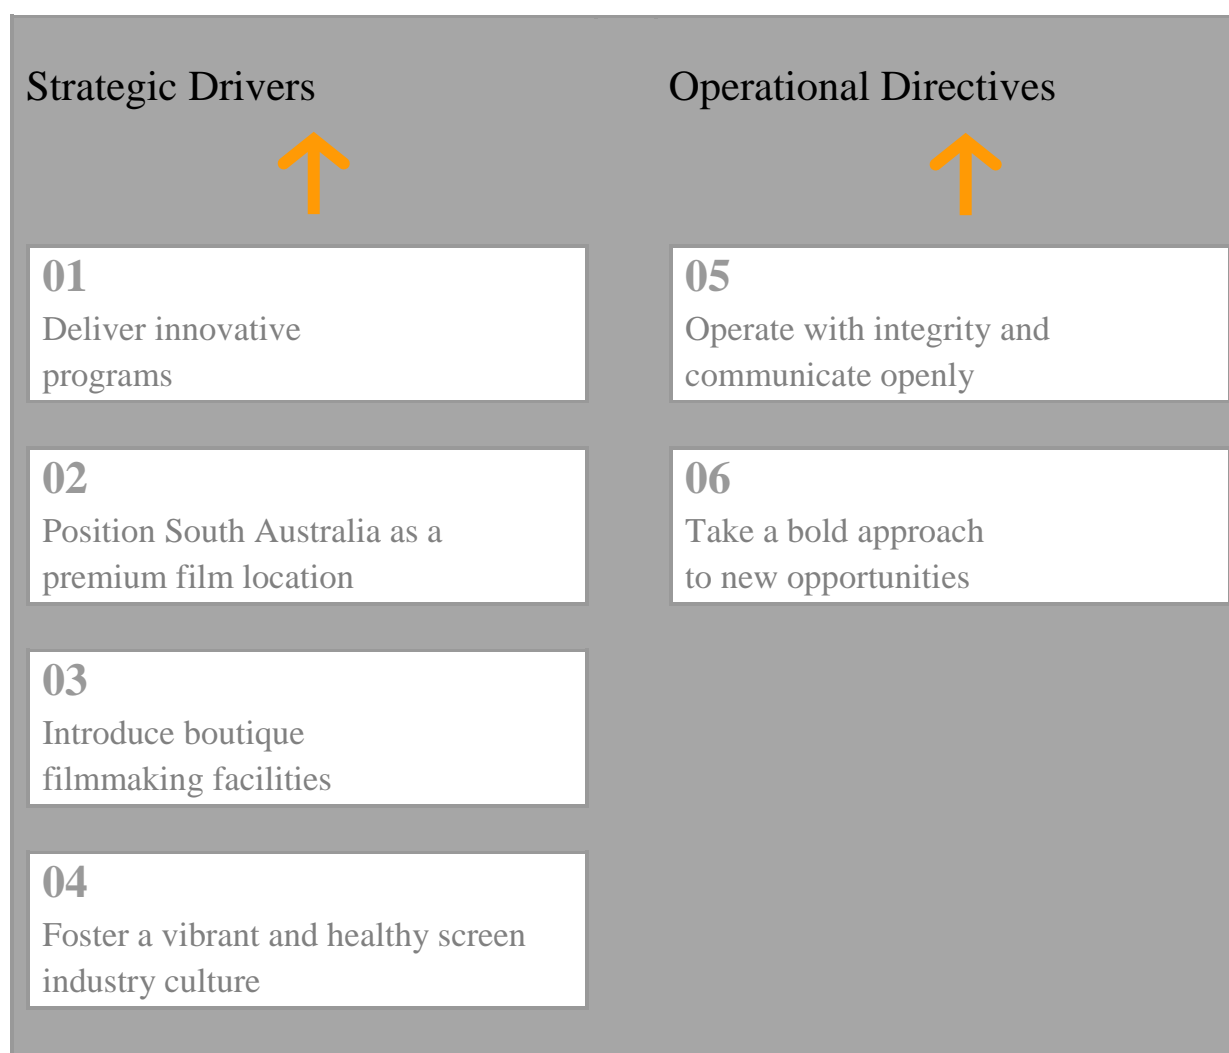 Strategic Drivers
01
Deliver innovative
programs
02
Position South Australia as a
premium film location
03
Introduce boutique
filmmaking facilities
04
Foster a vibrant and healthy screen
industry culture
Operational Directives
05
Operate with integrity and
communicate openly
06
Take a bold approach
to new opportunities